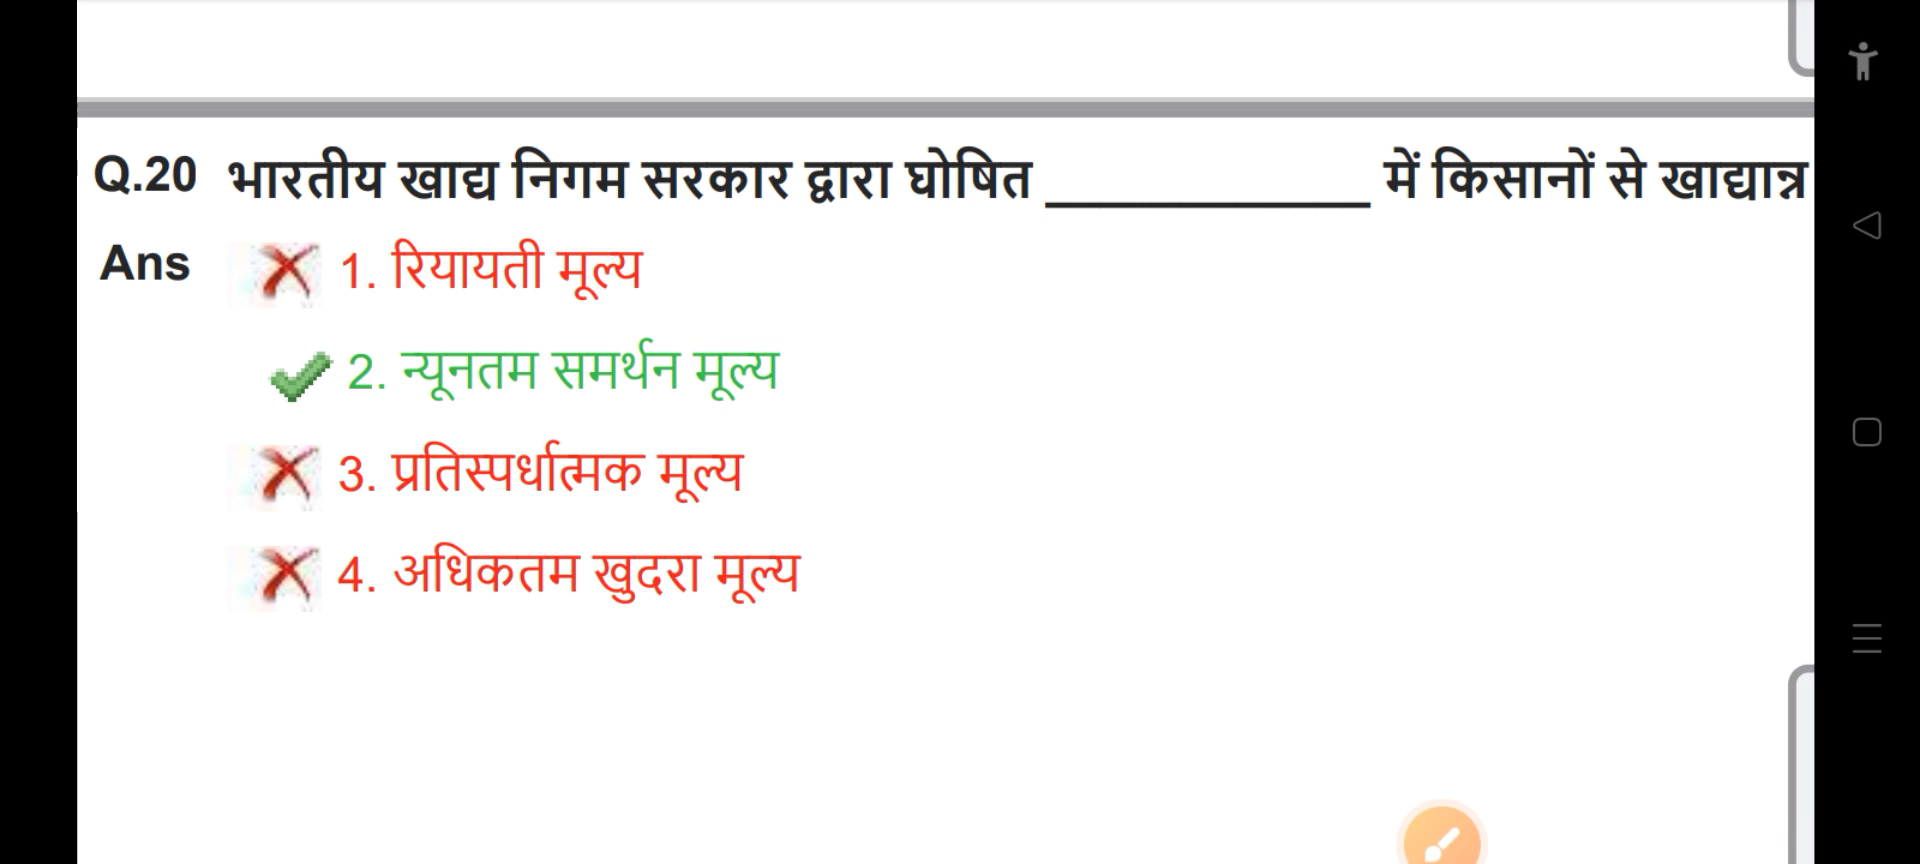 Q.20 भारतीय खाद्य निगम सरकार द्वारा घोषित ____________ में किसानों से खाद्यान्न
Ans 1. रियायती मूल्य
2. न्यूनतम समर्थन मूल्य
3. प्रतिस्पर्धात्मक मूल्य
4. अधिकतम खुदरा मूल्य